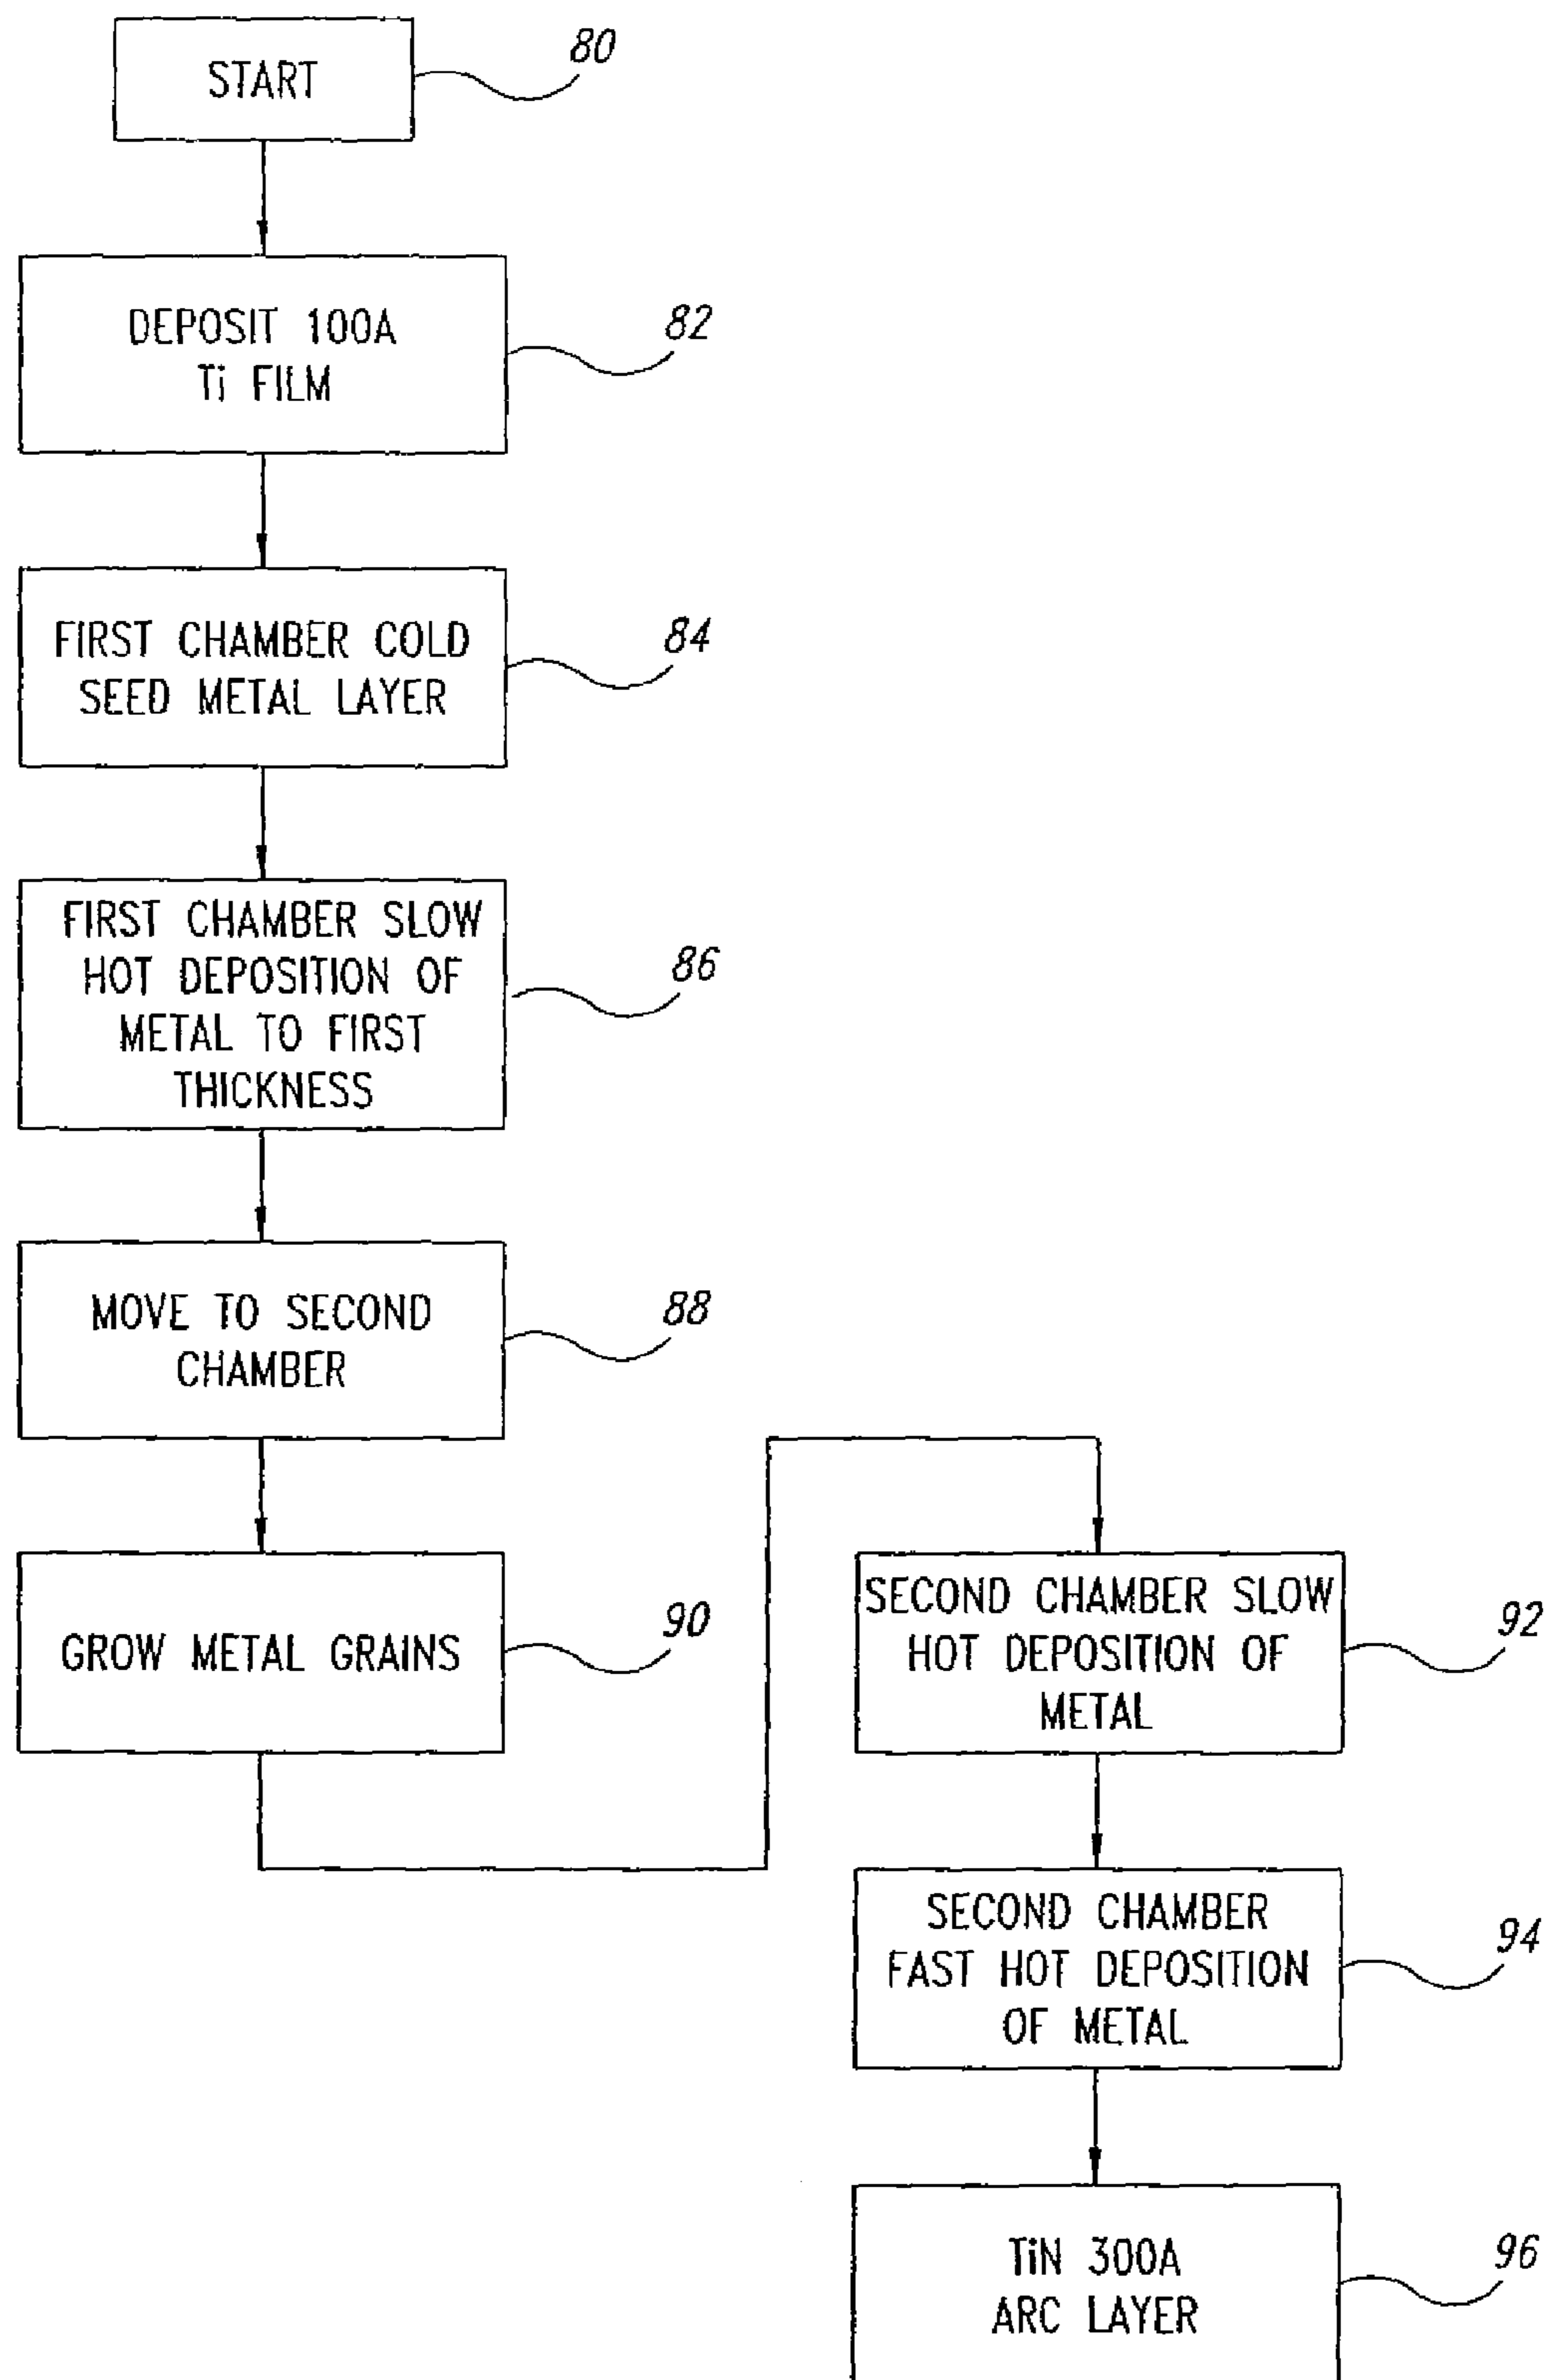 START
80
DEPOSIT 100A
Ti FILM
82
FIRST CHAMBER COLD
SEED METAL LAYER
84
FIRST CHAMBER SLOW
HOT DEPOSITION OF
METAL TO FIRST
THICKNESS
86
MOVE TO SECOND
CHAMBER
88
GROW METAL GRAINS
90
SECOND CHAMBER SLOW
HOT DEPOSITION OF
METAL
92
SECOND CHAMBER
FAST HOT DEPOSITION
OF METAL
94
TiN 300A
ARC LAYER
96